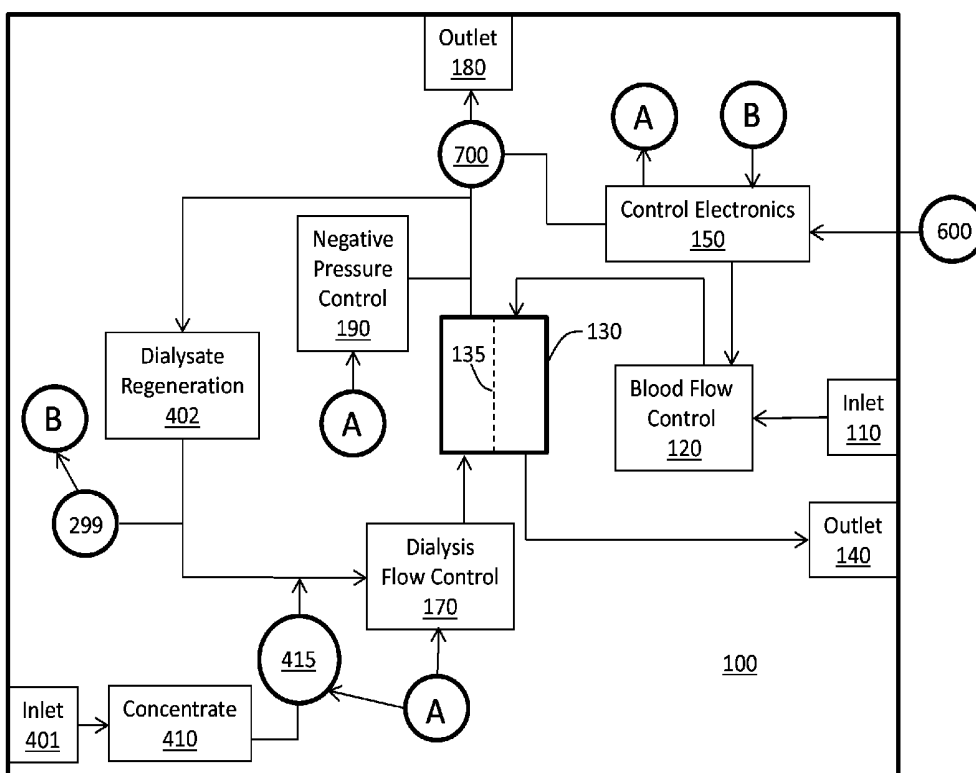 Outlet
180
A
B
700
Control Electronics
150
600
Negative
Pressure
Control
190
135
130
Dialysate
Regeneration
402
Blood Flow
Control
120
Inlet
110
B
A
299
Dialysis
Flow Control
170
Outlet
140
415
100
A
Inlet
401
Concentrate
410